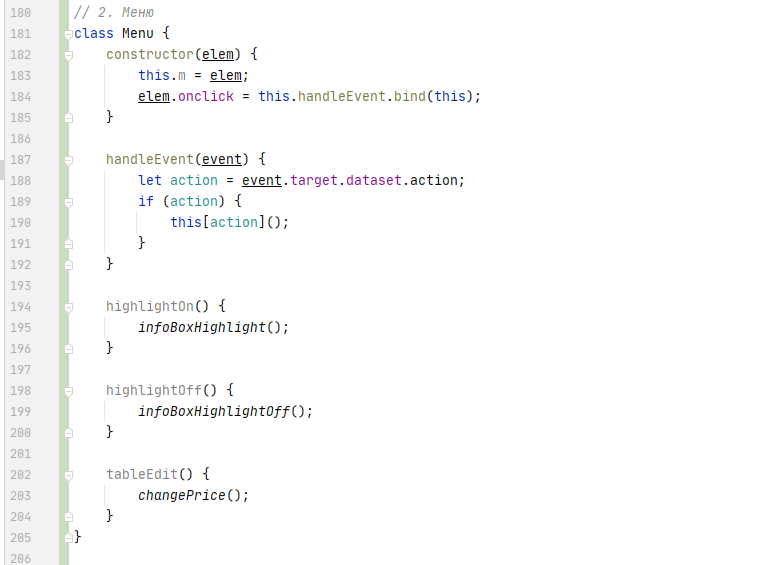 180 // 2. Меню
181 class Menu {
182     constructor(elem) {
183         this.m = elem;
184         elem.onclick = this.handleEvent.bind(this);
185     }
186
187     handleEvent(event) {
188         let action = event.target.dataset.action;
189         if (action) {
190             this[action]();
191         }
192     }
193
194     highlightOn() {
195         infoBoxHighlight();
196     }
197
198     highlightOff() {
199         infoBoxHighlightOff();
200     }
201
202     tableEdit() {
203         changePrice();
204     }
205 }
206